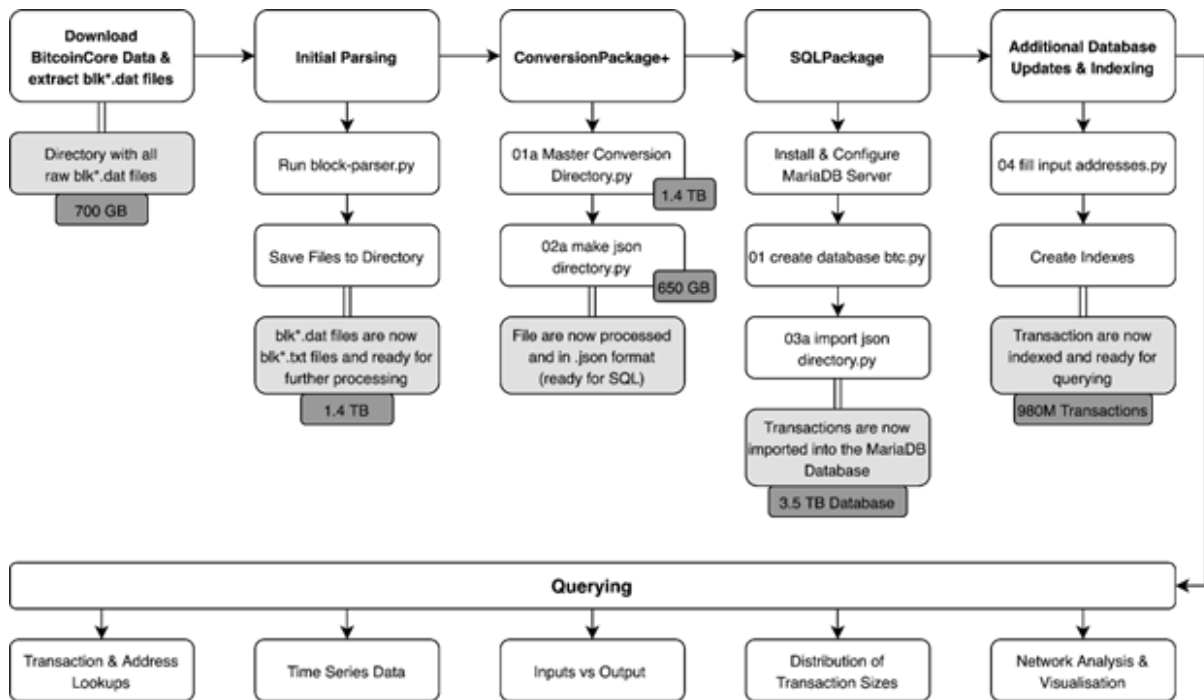 Download
BitcoinCore Data &
extract blk*.dat files
Directory with all
raw blk*.dat files
700 GB
Initial Parsing
Run block-parser.py
Save Files to Directory
blk*.dat files are now
blk*.txt files and ready for
further processing
1.4 TB
ConversionPackage+
01a Master Conversion
Directory.py
1.4 TB
02a make json
directory.py
650 GB
File are now processed
and in .json format
(ready for SQL)
SQLPackage
Install & Configure
MariaDB Server
01 create database btc.py
03a import json
directory.py
Transactions are now
imported into the MariaDB
Database
3.5 TB Database
Additional Database
Updates & Indexing
04 fill input addresses.py
Create Indexes
Transaction are now
indexed and ready for
querying
980M Transactions
Querying
Transaction & Address
Lookups
Time Series Data
Inputs vs Output
Distribution of
Transaction Sizes
Network Analysis &
Visualisation